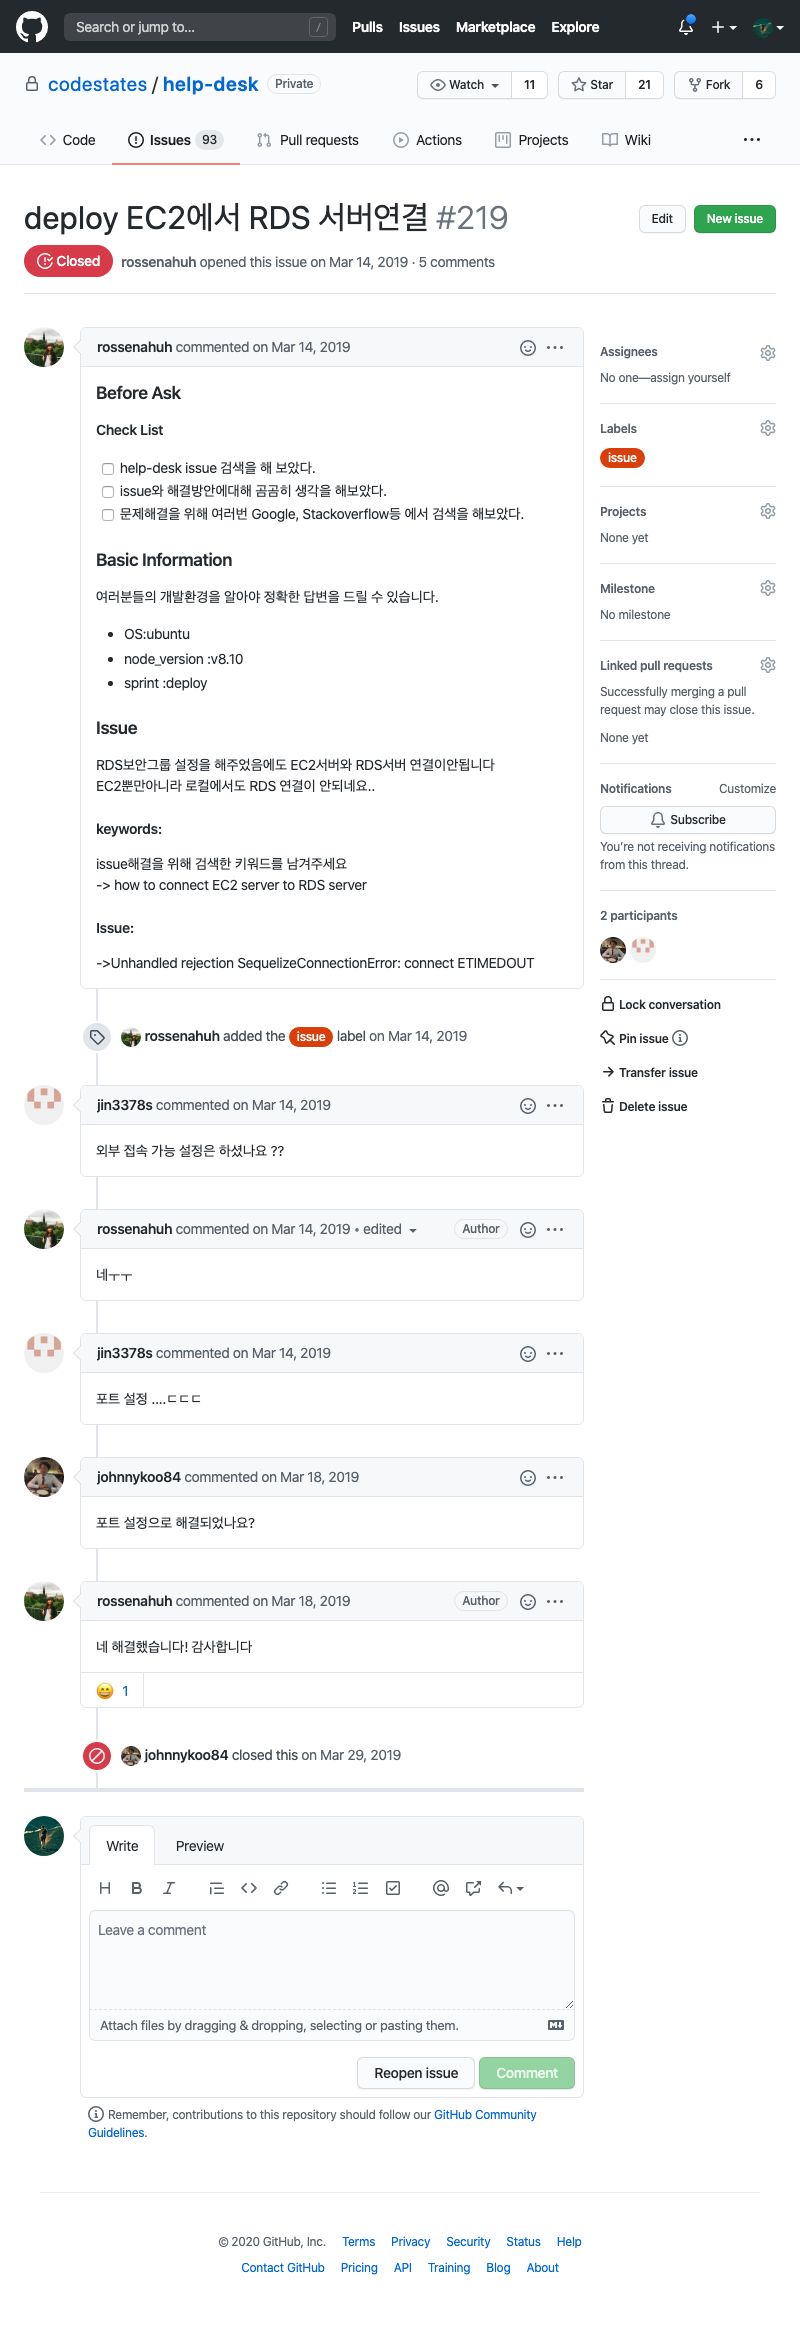 Search or jump to... /
Pulls Issues Marketplace Explore
codestates / help-desk Private
Watch 11 Star 21 Fork 6
Code Issues 93 Pull requests Actions Projects Wiki ...
deploy EC2에서 RDS 서버연결 #219
Edit New issue
Closed rossenahuh opened this issue on Mar 14, 2019 · 5 comments
rossenahuh commented on Mar 14, 2019
Before Ask
Check List
help-desk issue 검색을 해 보았다.
issue와 해결방안에대해 곰곰히 생각을 해보았다.
문제해결을 위해 여러번 Google, Stackoverflow등 에서 검색을 해보았다.
Basic Information
여러분들의 개발환경을 알아야 정확한 답변을 드릴 수 있습니다.
• OS:ubuntu
• node_version :v8.10
• sprint :deploy
Issue
RDS보안그룹 설정을 해주었음에도 EC2서버와 RDS서버 연결이안됩니다
EC2뿐만아니라 로컬에서도 RDS 연결이 안되네요..
keywords:
issue해결을 위해 검색한 키워드를 남겨주세요
-> how to connect EC2 server to RDS server
Issue:
->Unhandled rejection SequelizeConnectionError: connect ETIMEDOUT
rossenahuh added the issue label on Mar 14, 2019
jin3378s commented on Mar 14, 2019
외부 접속 가능 설정은 하셨나요 ??
rossenahuh commented on Mar 14, 2019 • edited Author
네ㅜㅜ
jin3378s commented on Mar 14, 2019
포트 설정 ....ㄷㄷㄷ
johnnykoo84 commented on Mar 18, 2019
포트 설정으로 해결되었나요?
rossenahuh commented on Mar 18, 2019 Author
네 해결했습니다! 감사합니다
😄 1
johnnykoo84 closed this on Mar 29, 2019
Write Preview
Leave a comment
Attach files by dragging & dropping, selecting or pasting them.
Reopen issue Comment
Remember, contributions to this repository should follow our GitHub Community
Guidelines.
Assignees
No one—assign yourself
Labels
issue
Projects
None yet
Milestone
No milestone
Linked pull requests
Successfully merging a pull
request may close this issue.
None yet
Notifications Customize
Subscribe
You're not receiving notifications
from this thread.
2 participants
Lock conversation
Pin issue
Transfer issue
Delete issue
© 2020 GitHub, Inc. Terms Privacy Security Status Help
Contact GitHub Pricing API Training Blog About